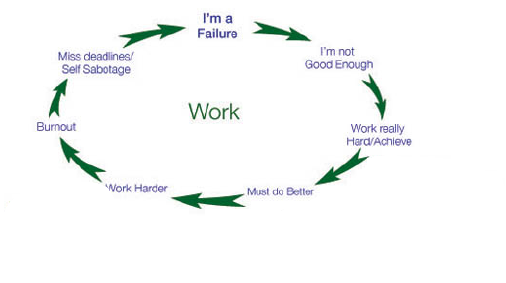 I'm a
Failure
I'm not
Good Enough
Work really
Hard/Achieve
Must do Better
Work Harder
Burnout
Miss deadlines/
Self Sabotage
Work